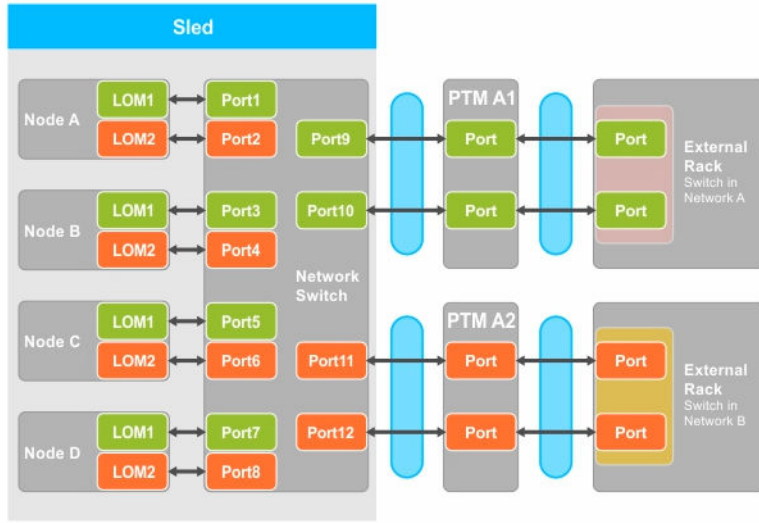 Sled
Node A
LOM1
Port1
LOM2
Port2
Node B
LOM1
Port3
LOM2
Port4
Node C
LOM1
Port5
LOM2
Port6
Node D
LOM1
Port7
LOM2
Port8
Network
Switch
Port9
Port10
Port11
Port12
PTM A1
Port
Port
Port
Port
External
Rack
Switch in
Network A
PTM A2
Port
Port
Port
Port
External
Rack
Switch in
Network B